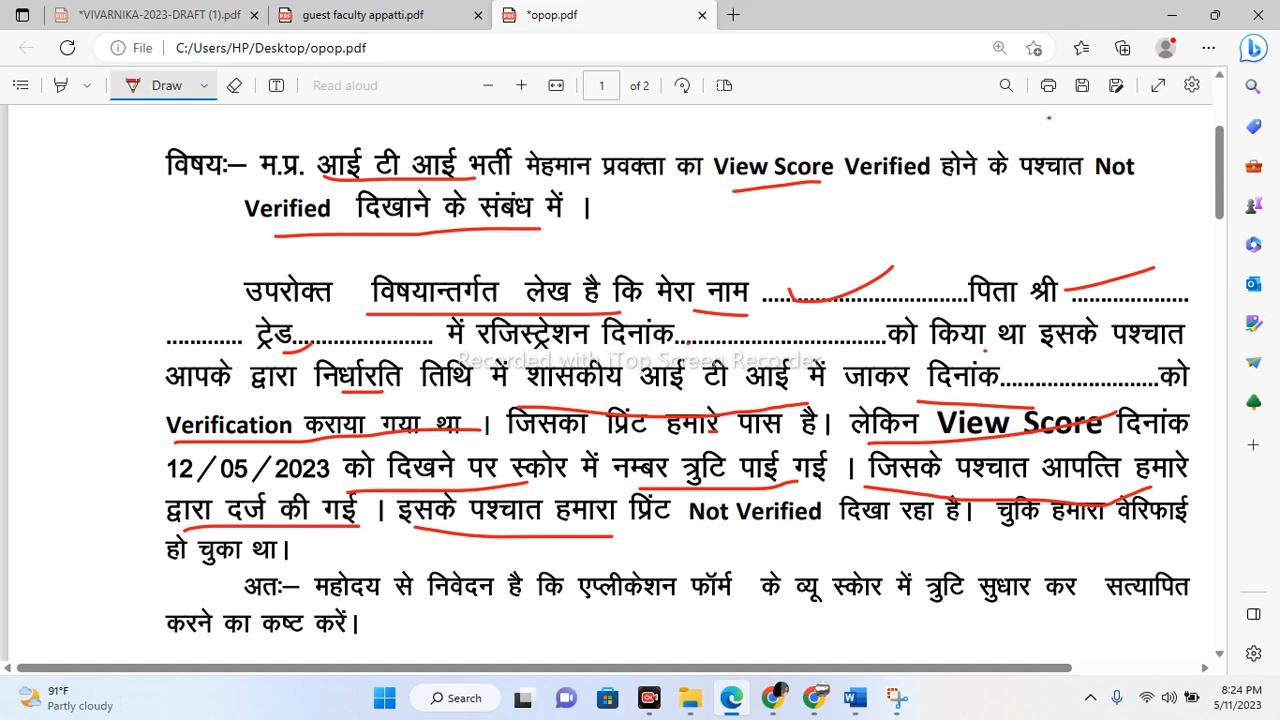 *VIVARNIKA-2023-DRAFT (1).pdf
guest faculty appatti.pdf
*opop.pdf
File
C:/Users/HP/Desktop/opop.pdf
Draw
Read aloud
1 of 2
विषयः– म.प्र. आई टी आई भर्ती मेहमान प्रवक्ता का View Score Verified होने के पश्चात Not
Verified दिखाने के संबंध में ।
उपरोक्त विषयान्तर्गत लेख है कि मेरा नाम ..............................पिता श्री .................
........... ट्रेड.................... में रजिस्ट्रेशन दिनांक..............................को किया था इसके पश्चात
Recorded with iTop Screen Recorder
आपके द्वारा निर्धारति तिथि में शासकीय आई टी आई में जाकर दिनांक.......................को
Verification कराया गया था । जिसका प्रिंट हमारे पास है। लेकिन View Score दिनांक
12/05/2023 को दिखने पर स्कोर में नम्बर त्रुटि पाई गई । जिसके पश्चात आपत्ति हमारे
द्वारा दर्ज की गई । इसके पश्चात हमारा प्रिंट Not Verified दिखा रहा है। चुकि हमारा वेरिफाई
हो चुका था।
अतः– महोदय से निवेदन है कि एप्लीकेशन फॉर्म के व्यू स्कोर में त्रुटि सुधार कर सत्यापित
करने का कष्ट करें।
91°F
Partly cloudy
Search
8:24 PM
5/11/2023